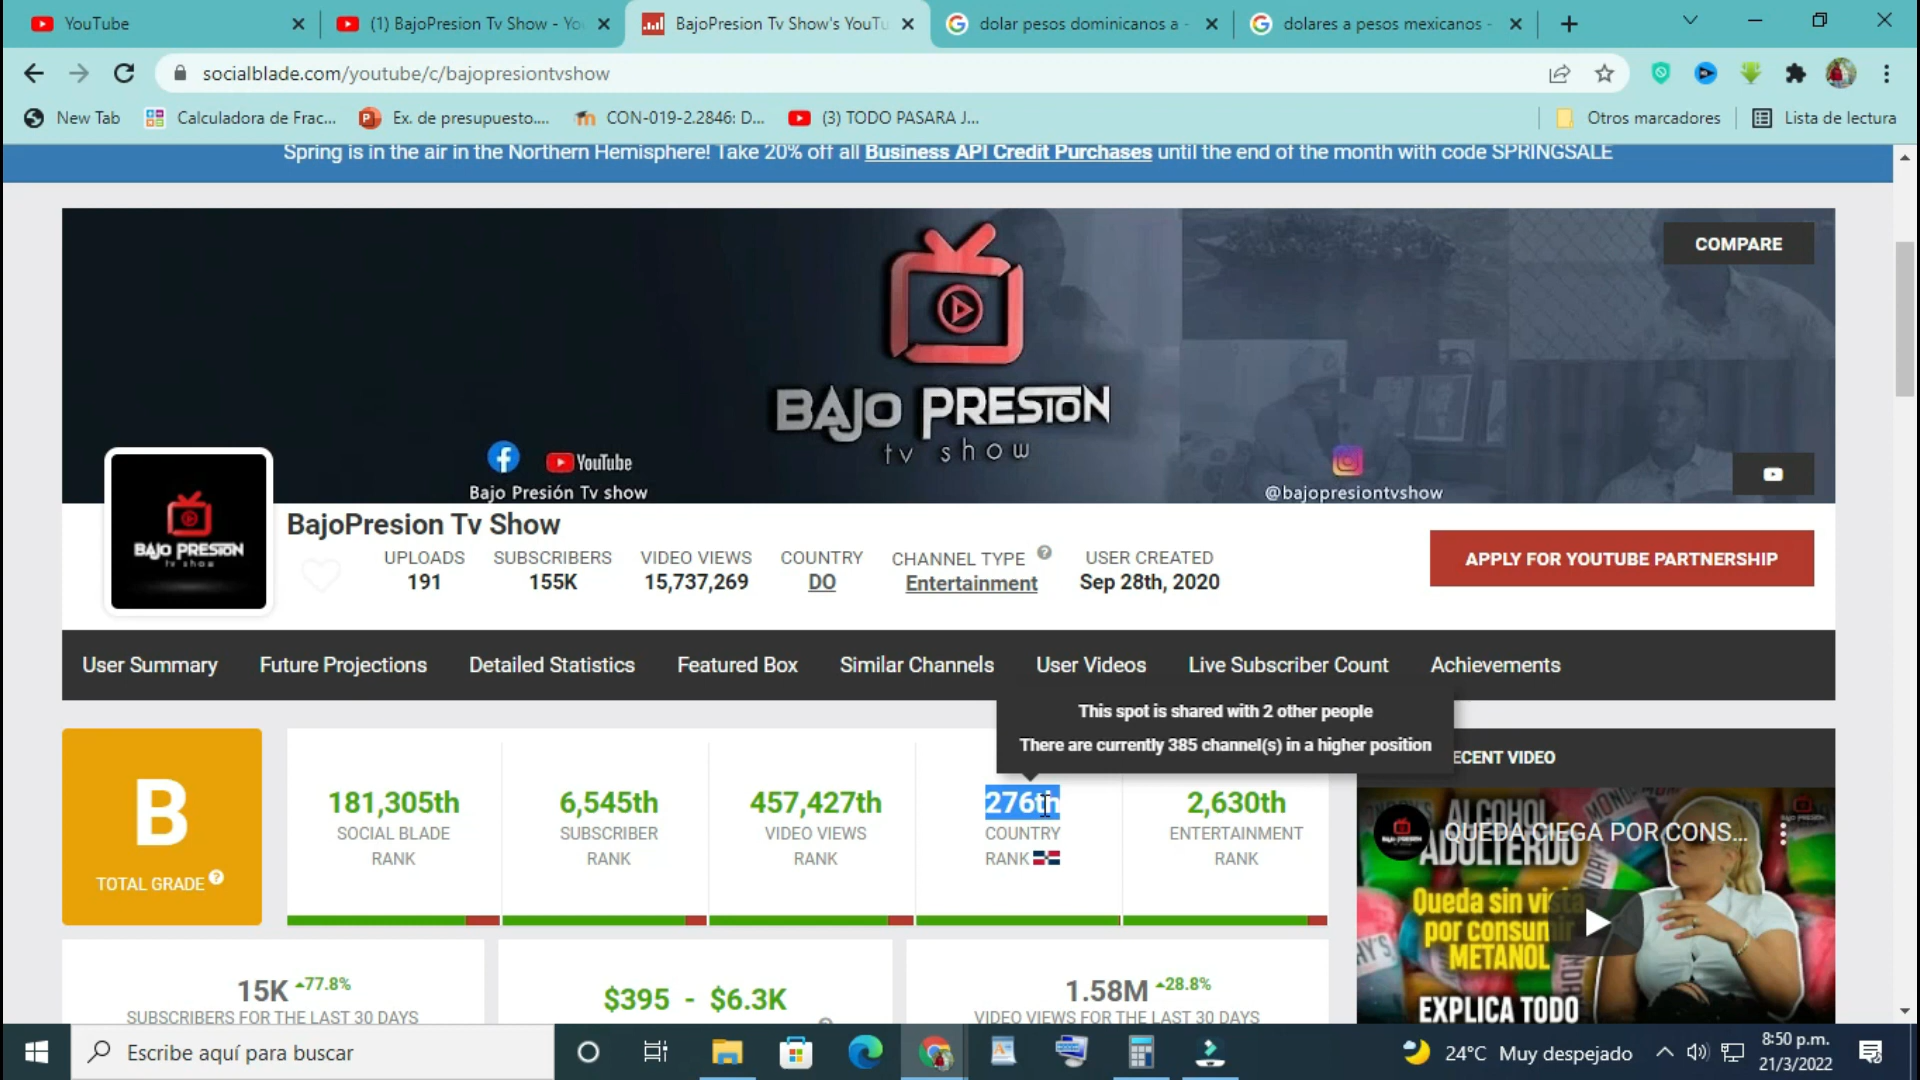 YouTube
(1) BajoPresion Tv Show - You
BajoPresion Tv Show's YouTu
dolar pesos dominicanos a -
dolares a pesos mexicanos -
socialblade.com/youtube/c/bajopresiontvshow
New Tab
Calculadora de Frac...
Ex. de presupuesto....
CON-019-2.2846: D...
(3) TODO PASARA J...
Otros marcadores
Lista de lectura
Spring is in the air in the Northern Hemisphere! Take 20% off all Business API Credit Purchases until the end of the month with code SPRINGSALE
COMPARE
BAJO PRESION
tv show
YouTube
Bajo Presión Tv show
@bajopresiontvshow
BAJO PRESION
tv show
BajoPresion Tv Show
UPLOADS
191
SUBSCRIBERS
155K
VIDEO VIEWS
15,737,269
COUNTRY
DO
CHANNEL TYPE
Entertainment
USER CREATED
Sep 28th, 2020
APPLY FOR YOUTUBE PARTNERSHIP
User Summary
Future Projections
Detailed Statistics
Featured Box
Similar Channels
User Videos
Live Subscriber Count
Achievements
This spot is shared with 2 other people
There are currently 385 channel(s) in a higher position
B
TOTAL GRADE
181,305th
SOCIAL BLADE
RANK
6,545th
SUBSCRIBER
RANK
457,427th
VIDEO VIEWS
RANK
276th
COUNTRY
RANK
2,630th
ENTERTAINMENT
RANK
ECENT VIDEO
QUEDA CIEGA POR CONS...
ALCOHOL
ADULTERDO
Queda sin vis
por consumir
METANOL
EXPLICA TODO
15K 77.8%
SUBSCRIBERS FOR THE LAST 30 DAYS
$395 - $6.3K
1.58M 28.8%
VIDEO VIEWS FOR THE LAST 30 DAYS
Escribe aquí para buscar
24°C Muy despejado
8:50 p.m.
21/3/2022